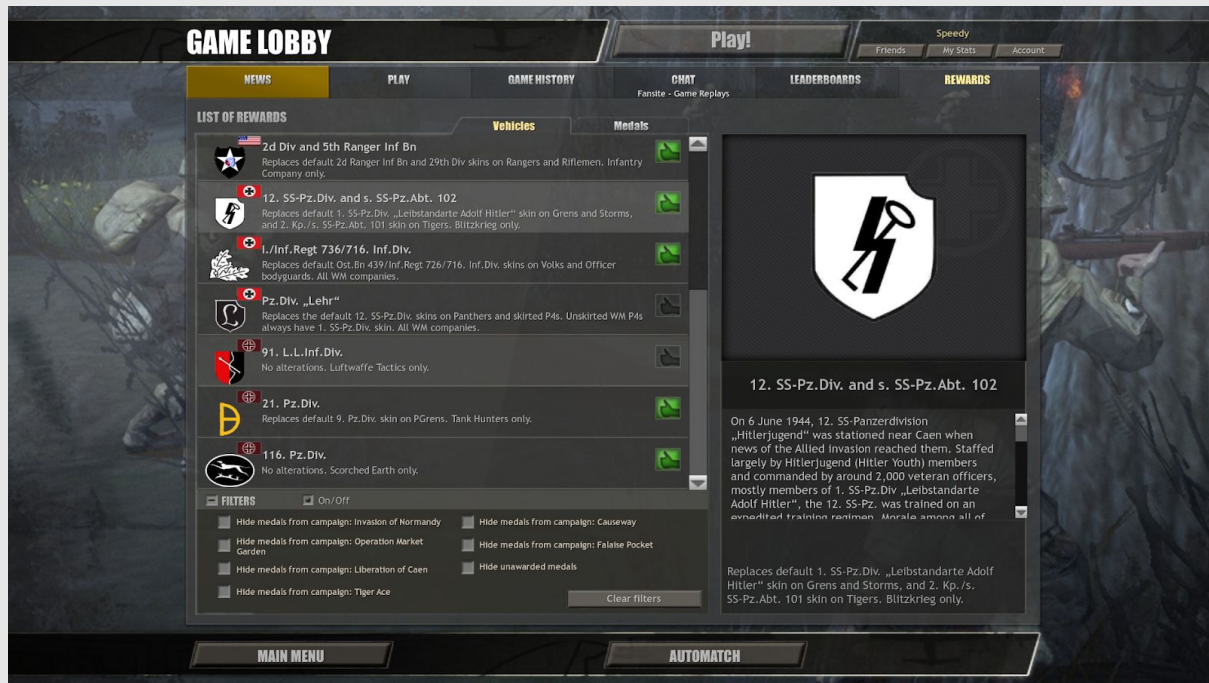 GAME LOBBY
Play!
Speedy
Friends
My Stats
Account
NEWS
PLAY
GAME HISTORY
CHAT
Fansite - Game Replays
LEADERBOARDS
REWARDS
LIST OF REWARDS
Vehicles
Medals
2d Div and 5th Ranger Inf Bn
Replaces default 2d Ranger Inf Bn and 29th Div skins on Rangers and Riflemen. Infantry
Company only.
12. SS-Pz.Div. and s. SS-Pz.Abt. 102
Replaces default 1. SS-Pz.Div. „Leibstandarte Adolf Hitler“ skin on Grens and Storms,
and 2. Kp./s. SS-Pz.Abt. 101 skin on Tigers. Blitzkrieg only.
I./Inf.Regt 736/716. Inf.Div.
Replaces default Ost.Bn 439/Inf.Regt 726/716. Inf.Div. skins on Volks and Officer
bodyguards. All WM companies.
Pz.Div. „Lehr“
Replaces the default 12. SS-Pz.Div. skins on Panthers and skirted P4s. Unskirted WM P4s
always have 1. SS-Pz.Div. skin. All WM companies.
91. L.L.Inf.Div.
No alterations. Luftwaffe Tactics only.
21. Pz.Div.
Replaces default 9. Pz.Div. skin on PGrens. Tank Hunters only.
116. Pz.Div.
No alterations. Scorched Earth only.
FILTERS
On/Off
Hide medals from campaign: Invasion of Normandy
Hide medals from campaign: Causeway
Hide medals from campaign: Operation Market
Garden
Hide medals from campaign: Falaise Pocket
Hide medals from campaign: Liberation of Caen
Hide unawarded medals
Hide medals from campaign: Tiger Ace
Clear filters
12. SS-Pz.Div. and s. SS-Pz.Abt. 102
On 6 June 1944, 12. SS-Panzerdivision
„Hitlerjugend“ was stationed near Caen when
news of the Allied invasion reached them. Staffed
largely by Hitlerjugend (Hitler Youth) members
and commanded by around 2,000 veteran officers,
mostly members of 1. SS-Pz.Div „Leibstandarte
Adolf Hitler“, the 12. SS-Pz. was trained on an
expedited training regimen. Morale among all of
Replaces default 1. SS-Pz.Div. „Leibstandarte Adolf
Hitler“ skin on Grens and Storms, and 2. Kp./s.
SS-Pz.Abt. 101 skin on Tigers. Blitzkrieg only.
MAIN MENU
AUTOMATCH